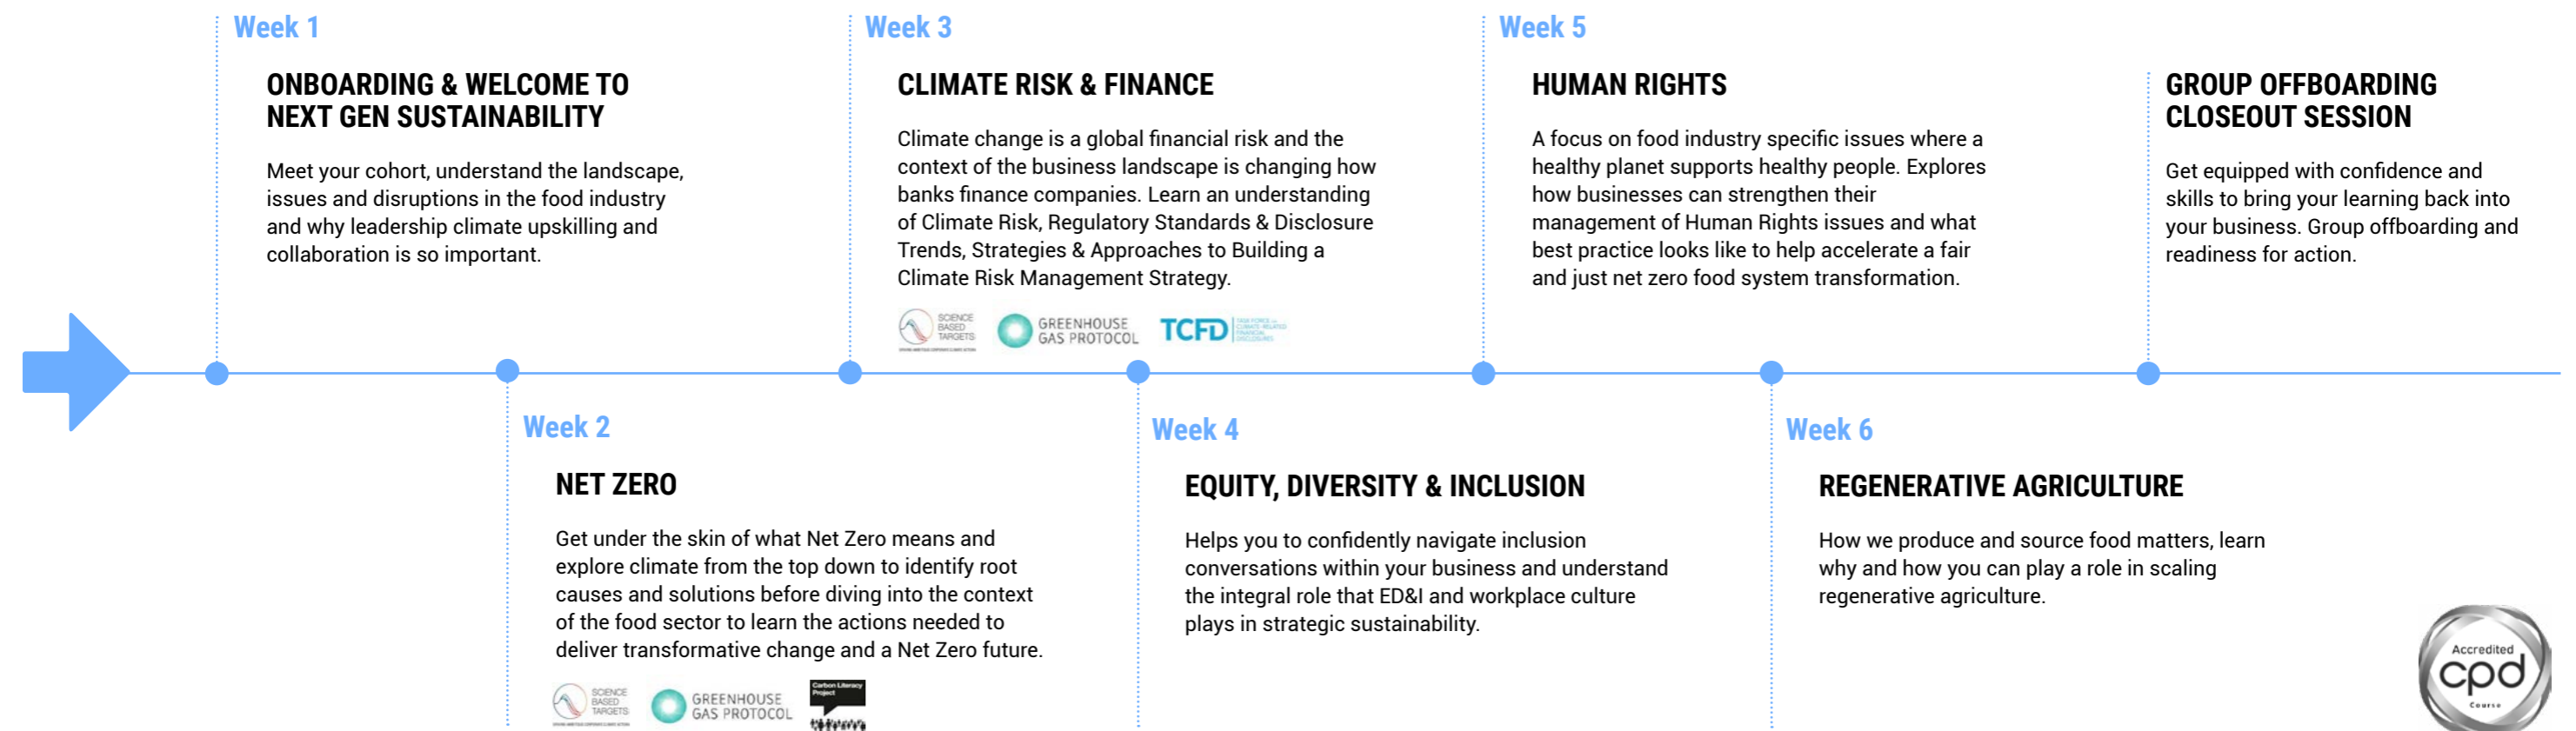 Week 1
ONBOARDING & WELCOME TO
NEXT GEN SUSTAINABILITY
Meet your cohort, understand the landscape,
issues and disruptions in the food industry
and why leadership climate upskilling and
collaboration is so important.
Week 2
NET ZERO
Get under the skin of what Net Zero means and
explore climate from the top down to identify root
causes and solutions before diving into the context
of the food sector to learn the actions needed to
deliver transformative change and a Net Zero future.
SCIENCE
BASED
TARGETS
GREENHOUSE
GAS PROTOCOL
Carbon Literacy
Project
Week 3
CLIMATE RISK & FINANCE
Climate change is a global financial risk and the
context of the business landscape is changing how
banks finance companies. Learn an understanding
of Climate Risk, Regulatory Standards & Disclosure
Trends, Strategies & Approaches to Building a
Climate Risk Management Strategy.
SCIENCE
BASED
TARGETS
GREENHOUSE
GAS PROTOCOL
TCFD
TASK FORCE
CLIMATE-RELATED
FINANCIAL
DISCLOSURES
Week 4
EQUITY, DIVERSITY & INCLUSION
Helps you to confidently navigate inclusion
conversations within your business and understand
the integral role that ED&I and workplace culture
plays in strategic sustainability.
Week 5
HUMAN RIGHTS
A focus on food industry specific issues where a
healthy planet supports healthy people. Explores
how businesses can strengthen their
management of Human Rights issues and what
best practice looks like to help accelerate a fair
and just net zero food system transformation.
Week 6
REGENERATIVE AGRICULTURE
How we produce and source food matters, learn
why and how you can play a role in scaling
regenerative agriculture.
GROUP OFFBOARDING
CLOSEOUT SESSION
Get equipped with confidence and
skills to bring your learning back into
your business. Group offboarding and
readiness for action.
Accredited
cpd
Course